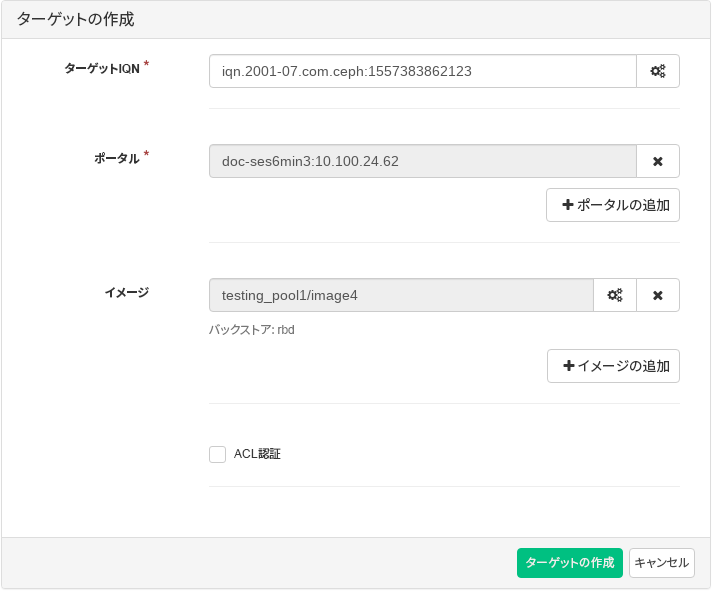 ターゲットの作成
ターゲットIQN *
iqn.2001-07.com.ceph:1557383862123
ポータル *
doc-ses6min3:10.100.24.62
ポータルの追加
イメージ
testing_pool1/image4
バックストア: rbd
イメージの追加
ACL認証
ターゲットの作成
キャンセル